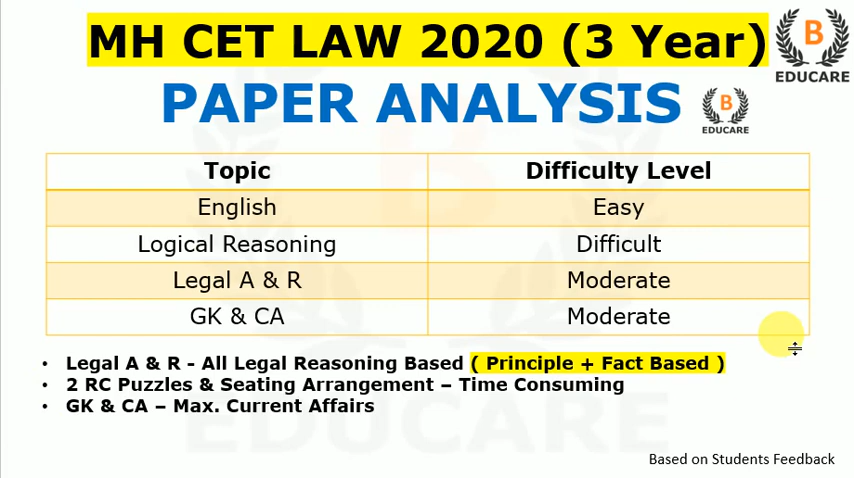 MH CET LAW 2020 (3 Year)
B
EDUCARE
PAPER ANALYSIS
B
EDUCARE
Topic Difficulty Level
English Easy
Logical Reasoning Difficult
Legal A & R Moderate
GK & CA Moderate
• Legal A & R - All Legal Reasoning Based ( Principle + Fact Based )
• 2 RC Puzzles & Seating Arrangement – Time Consuming
• GK & CA – Max. Current Affairs
EDUCARE
Based on Students Feedback